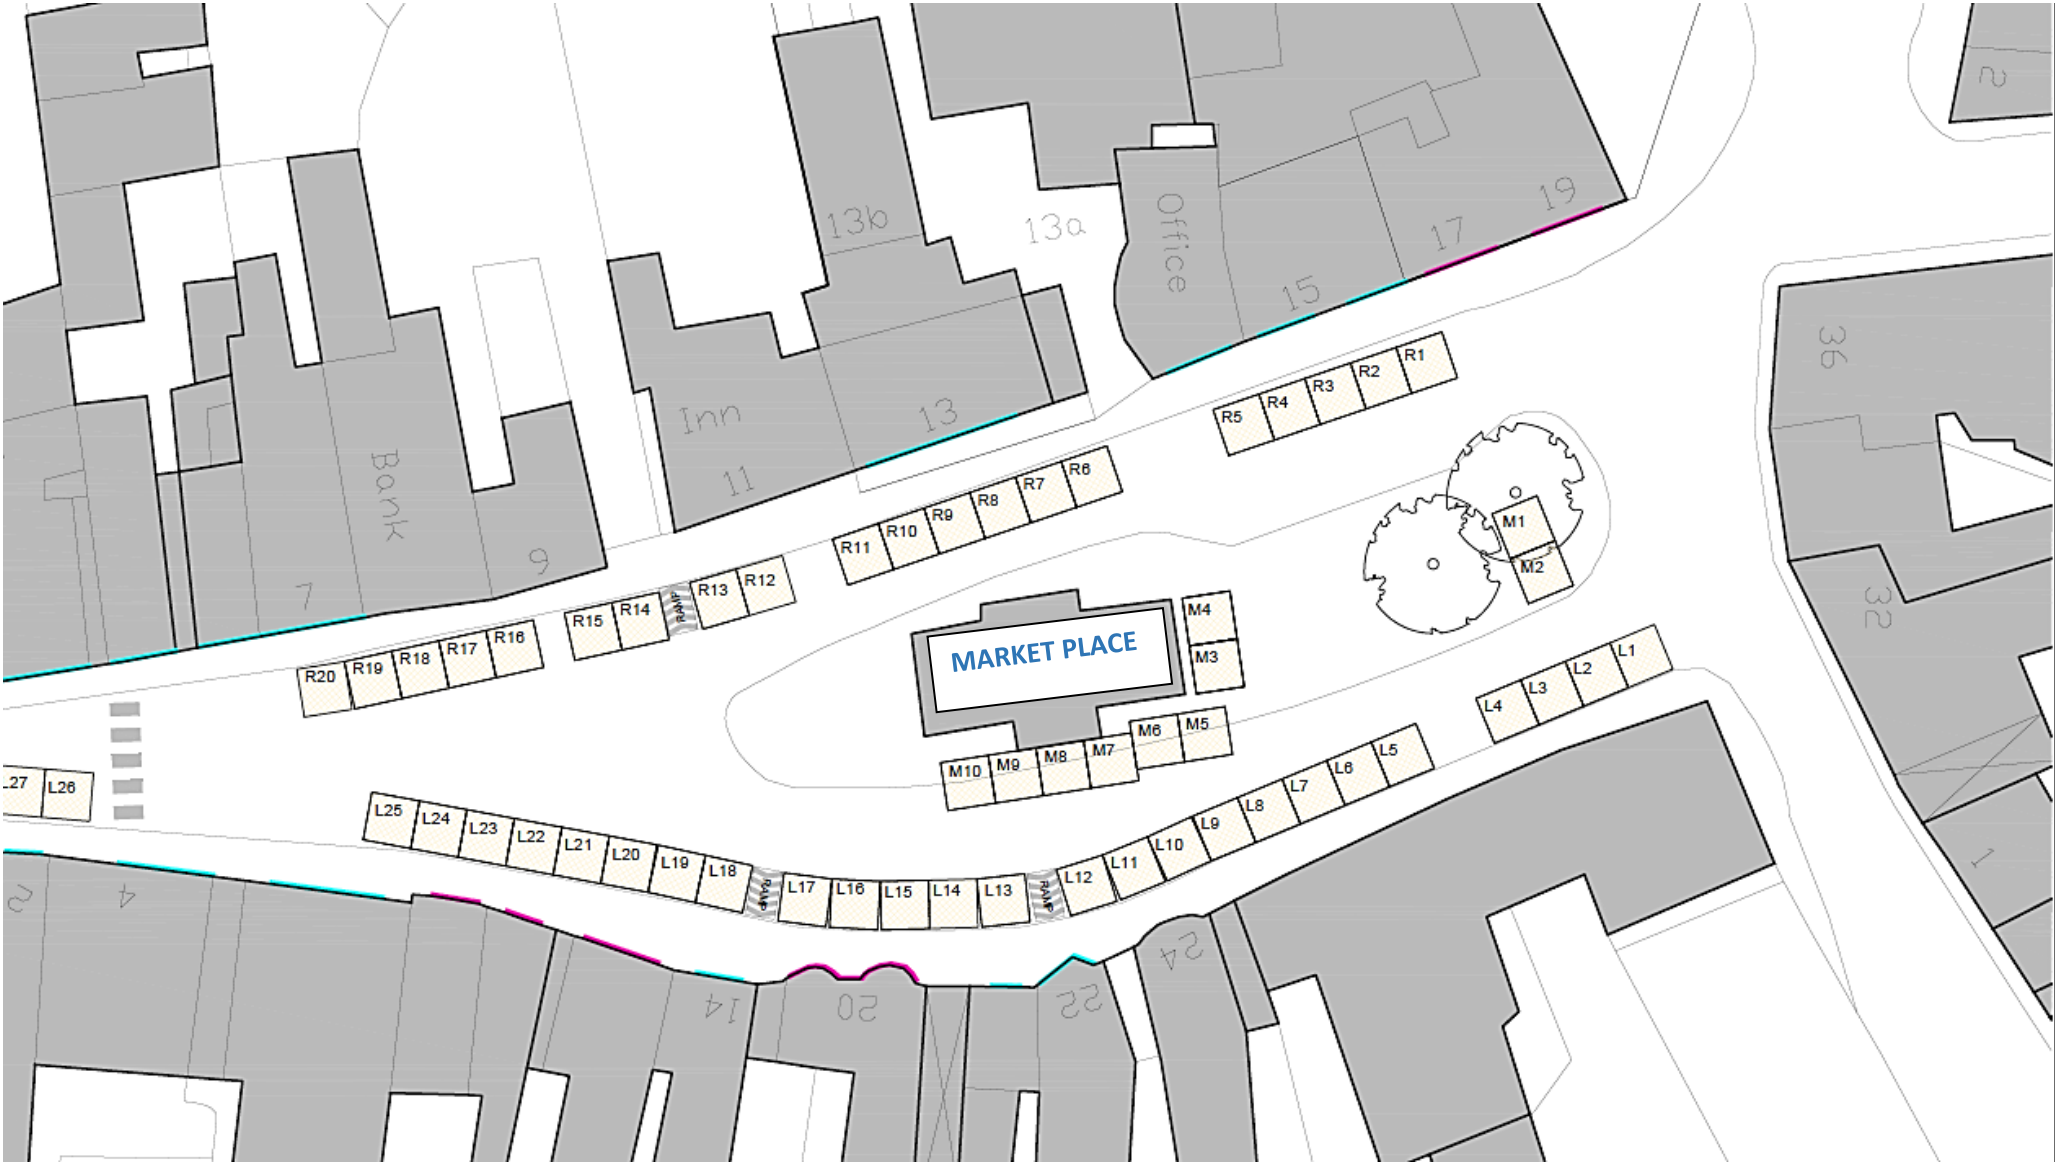 2
13b
13a
Office
19
17
15
36
R1
R2
R3
R4
R5
Inn
13
11
Bank
R6
R7
R8
R9
R10
R11
M1
M2
9
7
R12
R13
RAMP
R14
R15
R16
R17
R18
R19
R20
32
M4
M3
MARKET PLACE
L1
L2
L3
L4
M5
M6
M7
M8
M9
M10
L5
L6
L7
L8
L9
L10
L11
L12
RAMP
L13
L14
L15
L16
L17
RAMP
L18
L19
L20
L21
L22
L23
L24
L25
L26
L27
1
2
4
14
20
22
24